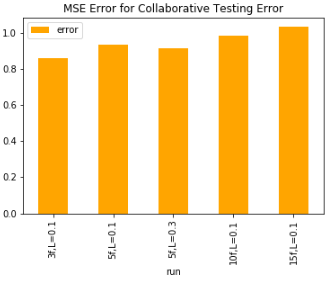 MSE Error for Collaborative Testing Error
error
1.0
0.8
0.6
0.4
0.2
0.0
3f,L=0.1
5f,L=0.1
5f,L=0.3
10f,L=0.1
15f,L=0.1
run